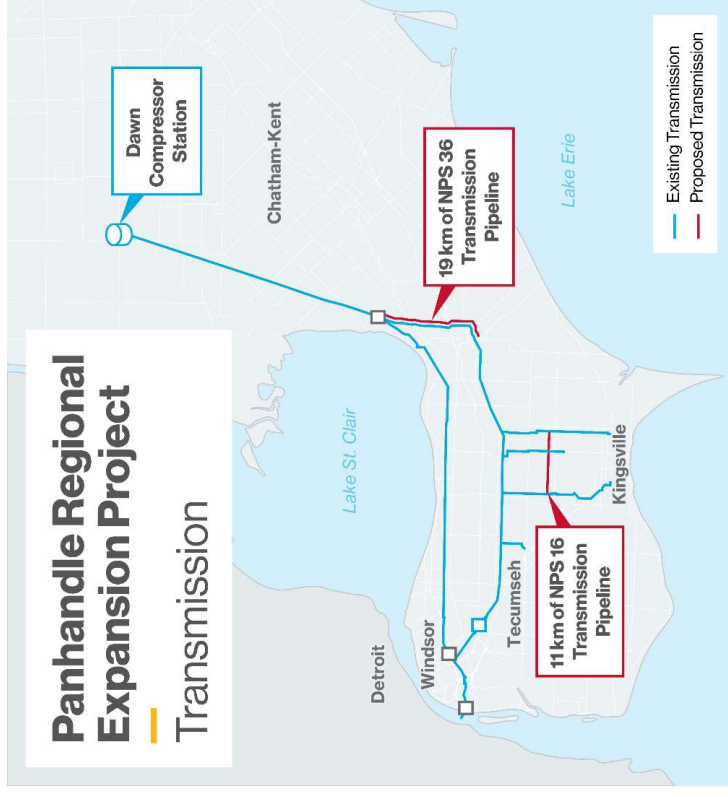 Panhandle Regional
Expansion Project
Transmission
Dawn
Compressor
Station
Chatham-Kent
Lake St. Clair
Detroit
Windsor
Tecumseh
19 km of NPS 36
Transmission
Pipeline
11 km of NPS 16
Transmission
Pipeline
Kingsville
Lake Erie
Existing Transmission
Proposed Transmission